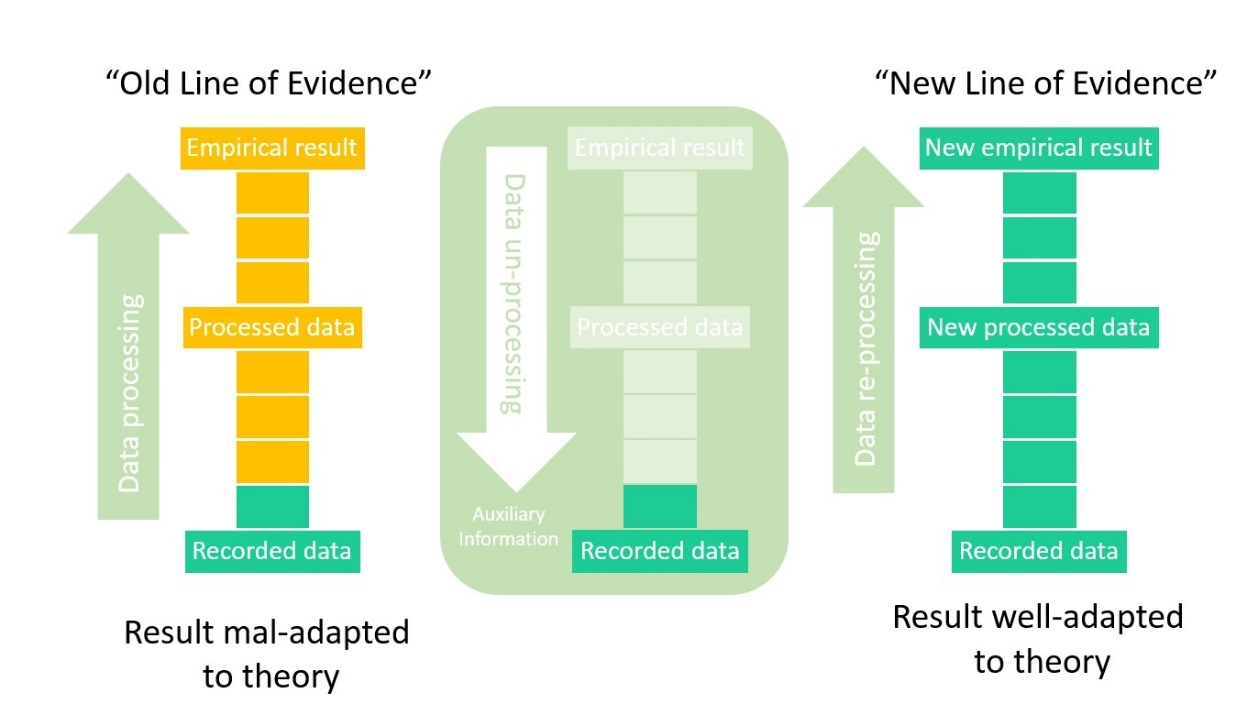 “Old Line of Evidence”
Empirical result
Data processing
Processed data
Recorded data
Result mal-adapted
to theory
Empirical result
Data un-processing
Processed data
Auxiliary
Information
Recorded data
“New Line of Evidence”
New empirical result
Data re-processing
New processed data
Recorded data
Result well-adapted
to theory